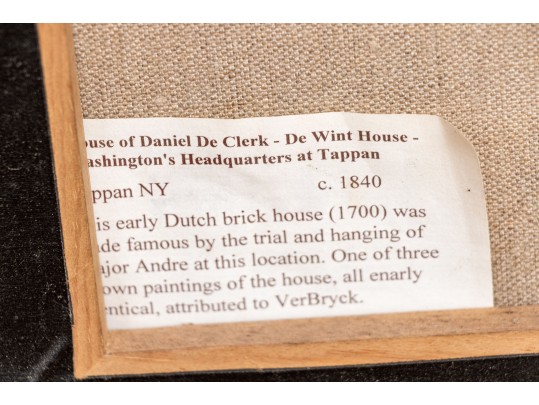 ouse of Daniel De Clerk - De Wint House -
ashington's Headquarters at Tappan
ppan NY c. 1840
is early Dutch brick house (1700) was
de famous by the trial and hanging of
jor Andre at this location. One of three
own paintings of the house, all enarly
entical, attributed to VerBryck.